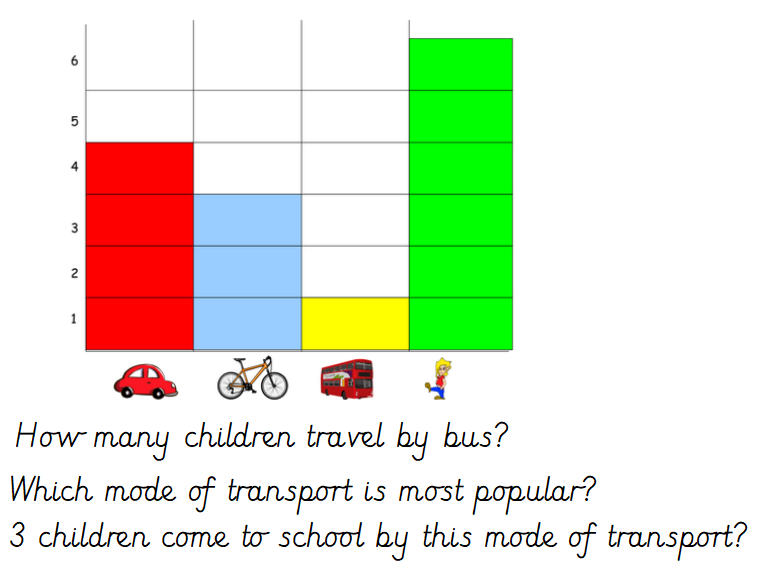 6
5
4
3
2
1
How many children travel by bus?
Which mode of transport is most popular?
3 children come to school by this mode of transport?